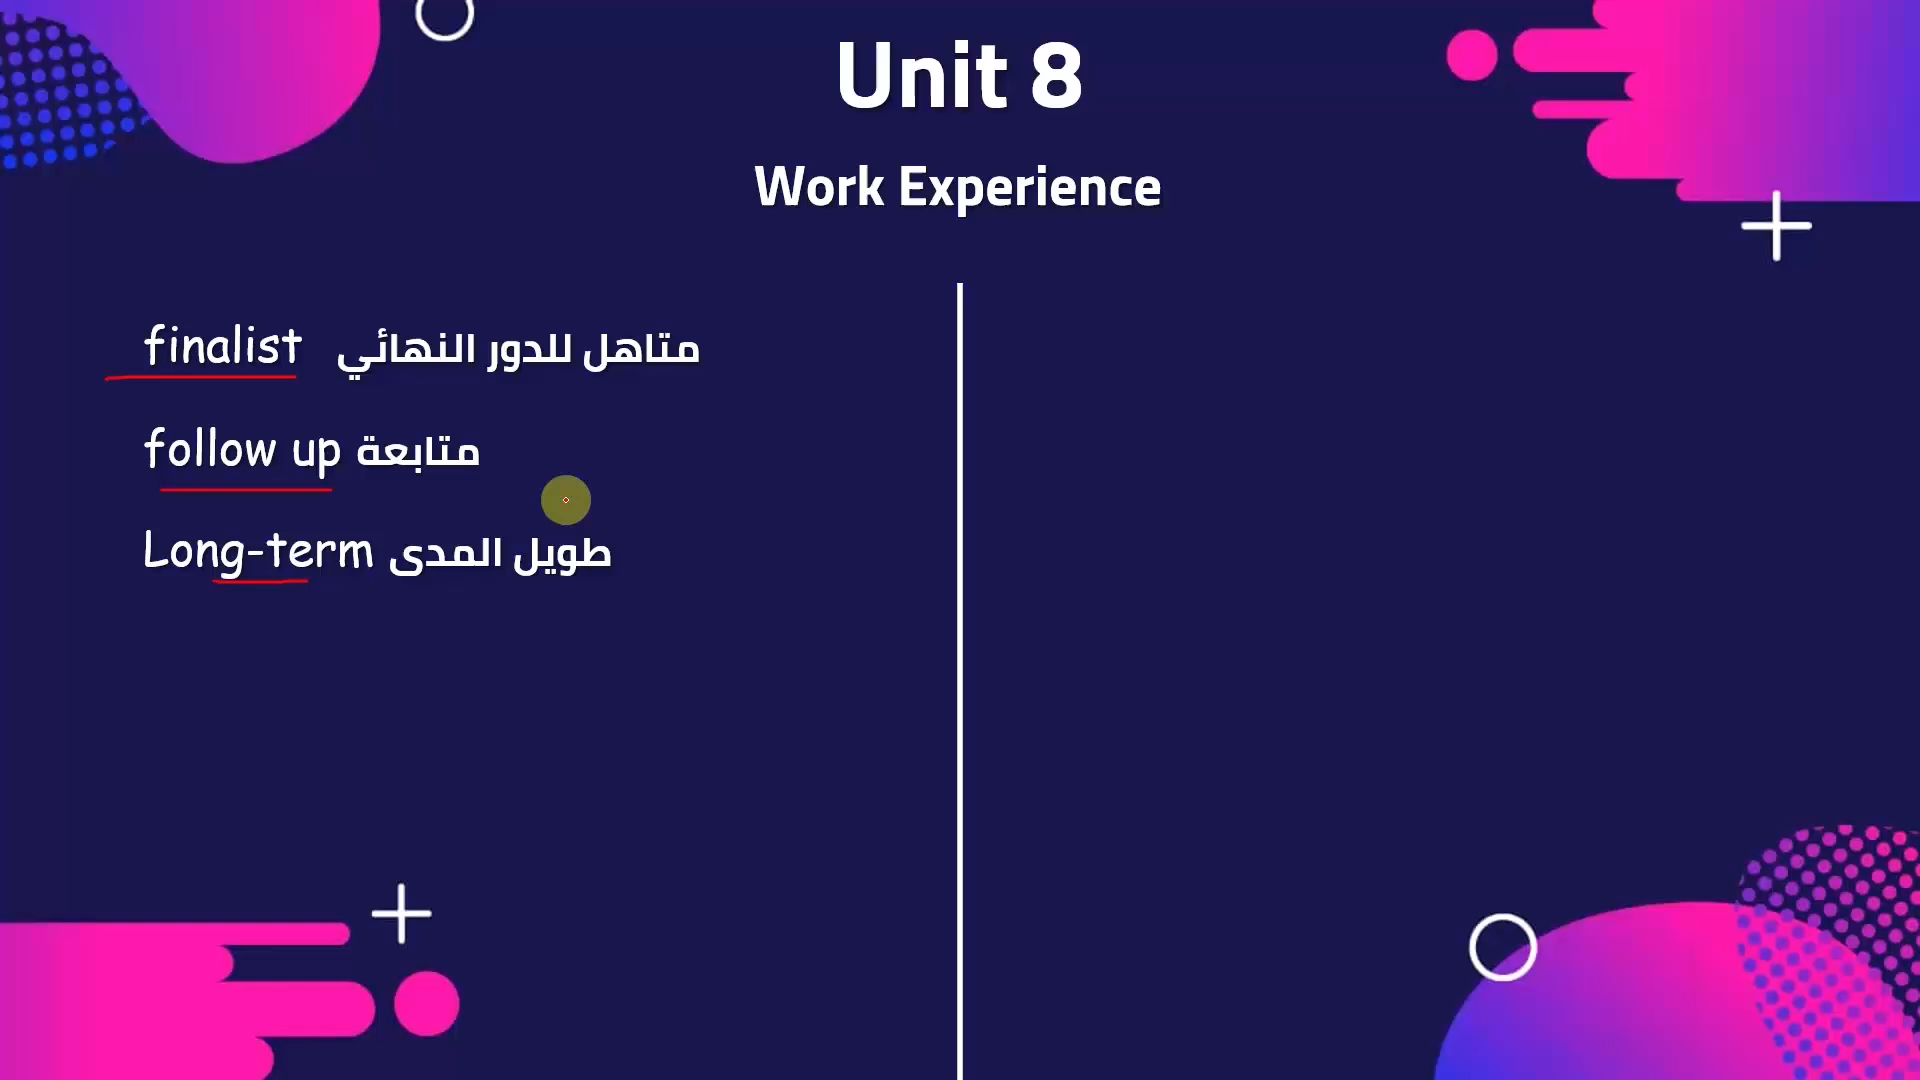 Unit 8
Work Experience
finalist متاهل للدور النهائي
follow up متابعة
Long-term طويل المدى